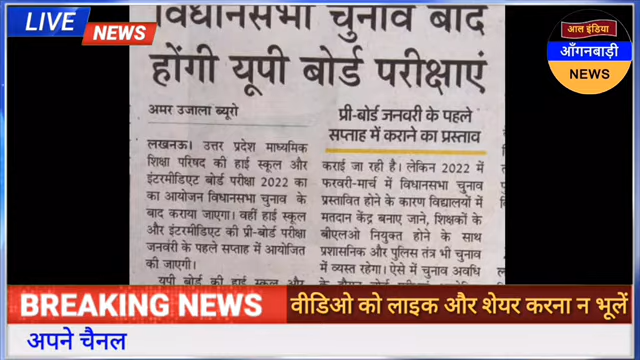 LIVE NEWS
आल इंडिया
आँगनबाड़ी
NEWS
विधानसभा चुनाव बाद
होंगी यूपी बोर्ड परीक्षाएं
अमर उजाला ब्यूरो
लखनऊ। उत्तर प्रदेश माध्यमिक
शिक्षा परिषद की हाई स्कूल और
इंटरमीडिएट बोर्ड परीक्षा 2022 का
का आयोजन विधानसभा चुनाव के
बाद कराया जाएगा। वहीं हाई स्कूल
और इंटरमीडिएट की प्री-बोर्ड परीक्षा
जनवरी के पहले सप्ताह में आयोजित
की जाएगी।
यूपी बोर्ड की हाई स्कूल और
प्री-बोर्ड जनवरी के पहले
सप्ताह में कराने का प्रस्ताव
कराई जा रही है। लेकिन 2022 में
फरवरी-मार्च में विधानसभा चुनाव
प्रस्तावित होने के कारण विद्यालयों में
मतदान केंद्र बनाए जाने, शिक्षकों के
बीएलओ नियुक्त होने के साथ
प्रशासनिक और पुलिस तंत्र भी चुनाव
में व्यस्त रहेगा। ऐसे में चुनाव अवधि
BREAKING NEWS
वीडिओ को लाइक और शेयर करना न भूलें
अपने चैनल